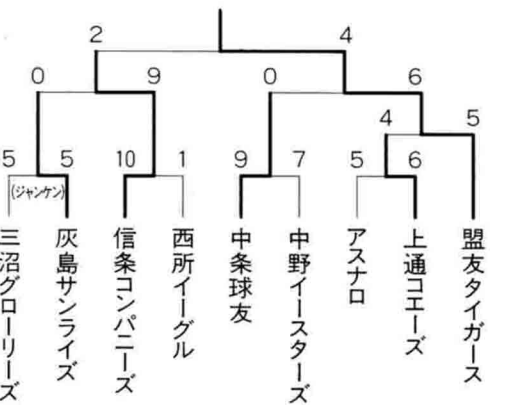 2 4
0 9 0 6
4 5
5 5 10 1 9 7 5 6
(ジャンケン)
三沼グローリーズ
灰島サンライズ
信条コンパニーズ
西所イーグル
中条球友
中野イースターズ
アスナロ
上通コエーズ
盟友タイガース